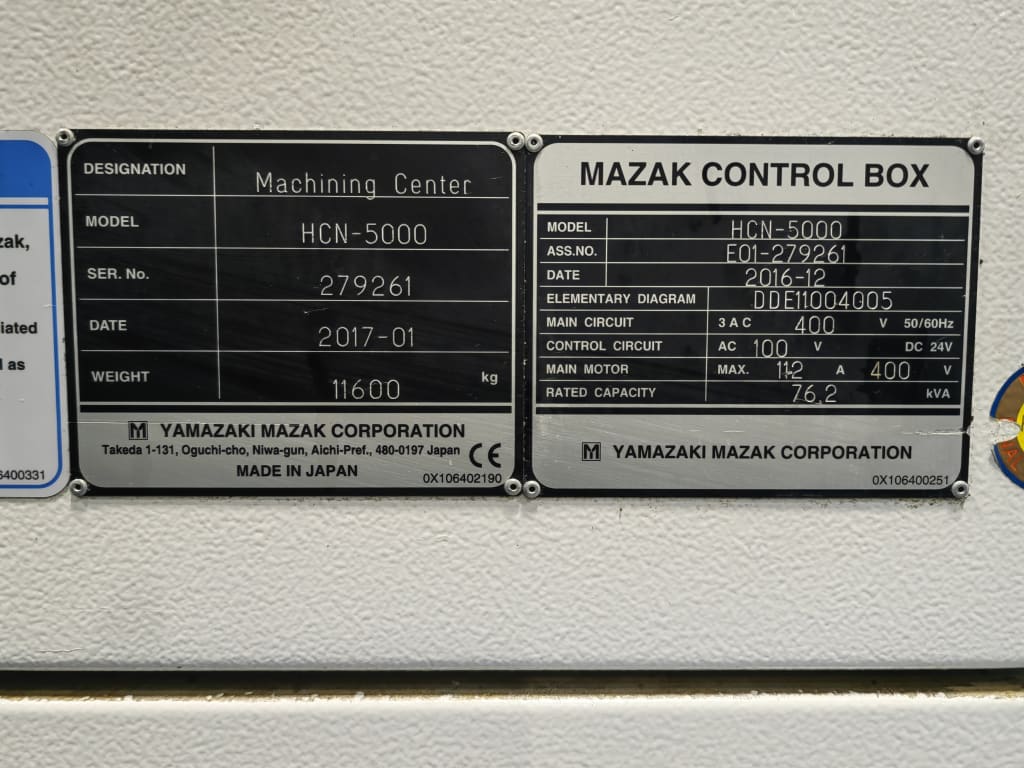 zak,
of
iated
d as
6400331
DESIGNATION Machining Center
MODEL HCN-5000
SER. No. 279261
DATE 2017-01
WEIGHT 11600 kg
M YAMAZAKI MAZAK CORPORATION
Takeda 1-131, Oguchi-cho, Niwa-gun, Aichi-Pref., 480-0197 Japan
MADE IN JAPAN
CE
0X106402190
MAZAK CONTROL BOX
MODEL HCN-5000
ASS.NO. E01-279261
DATE 2016-12
ELEMENTARY DIAGRAM DDE11004005
MAIN CIRCUIT 3 A C 400 V 50/60Hz
CONTROL CIRCUIT AC 100 V DC 24V
MAIN MOTOR MAX. 112 A 400 V
RATED CAPACITY 76.2 kVA
M YAMAZAKI MAZAK CORPORATION
0X106400251